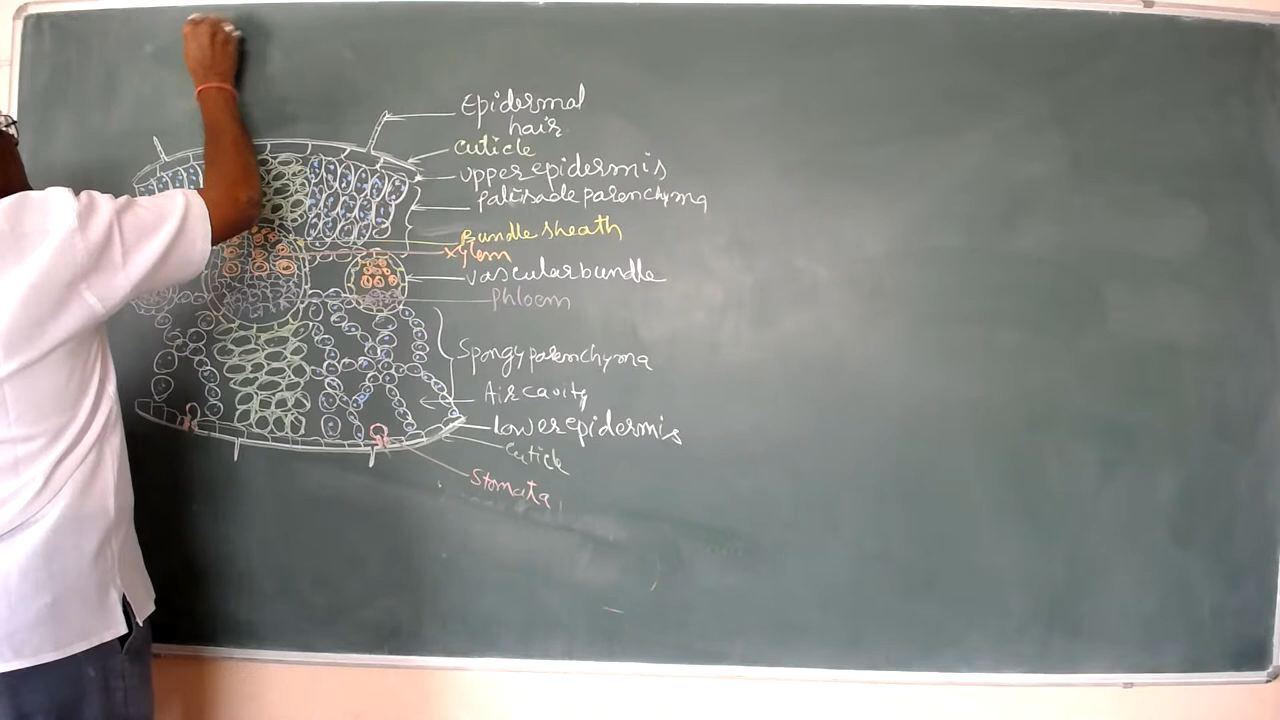 Epidermal
hair
cuticle
upper epidermis
palisade parenchyma
Bundle sheath
xylem
vascular bundle
phloem
Spongy parenchyma
Air cavity
Lower epidermis
cuticle
Stomata